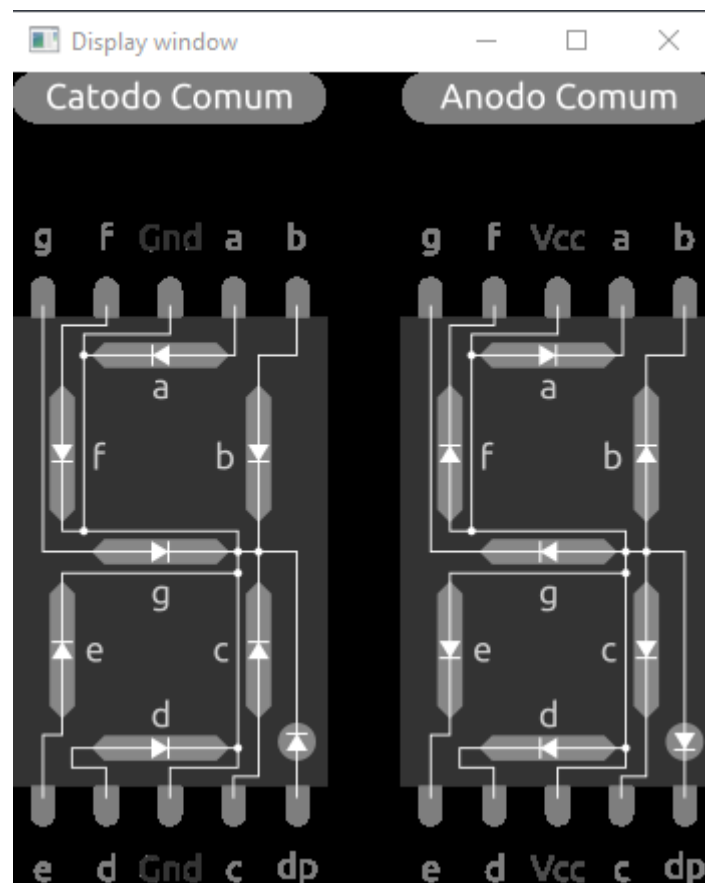 Display window
Catodo Comum Anodo Comum
g f Gnd a b g f Vcc a b
a a
f b f b
g g
e c e c
d d
e d Gnd c dp e d Vcc c dp